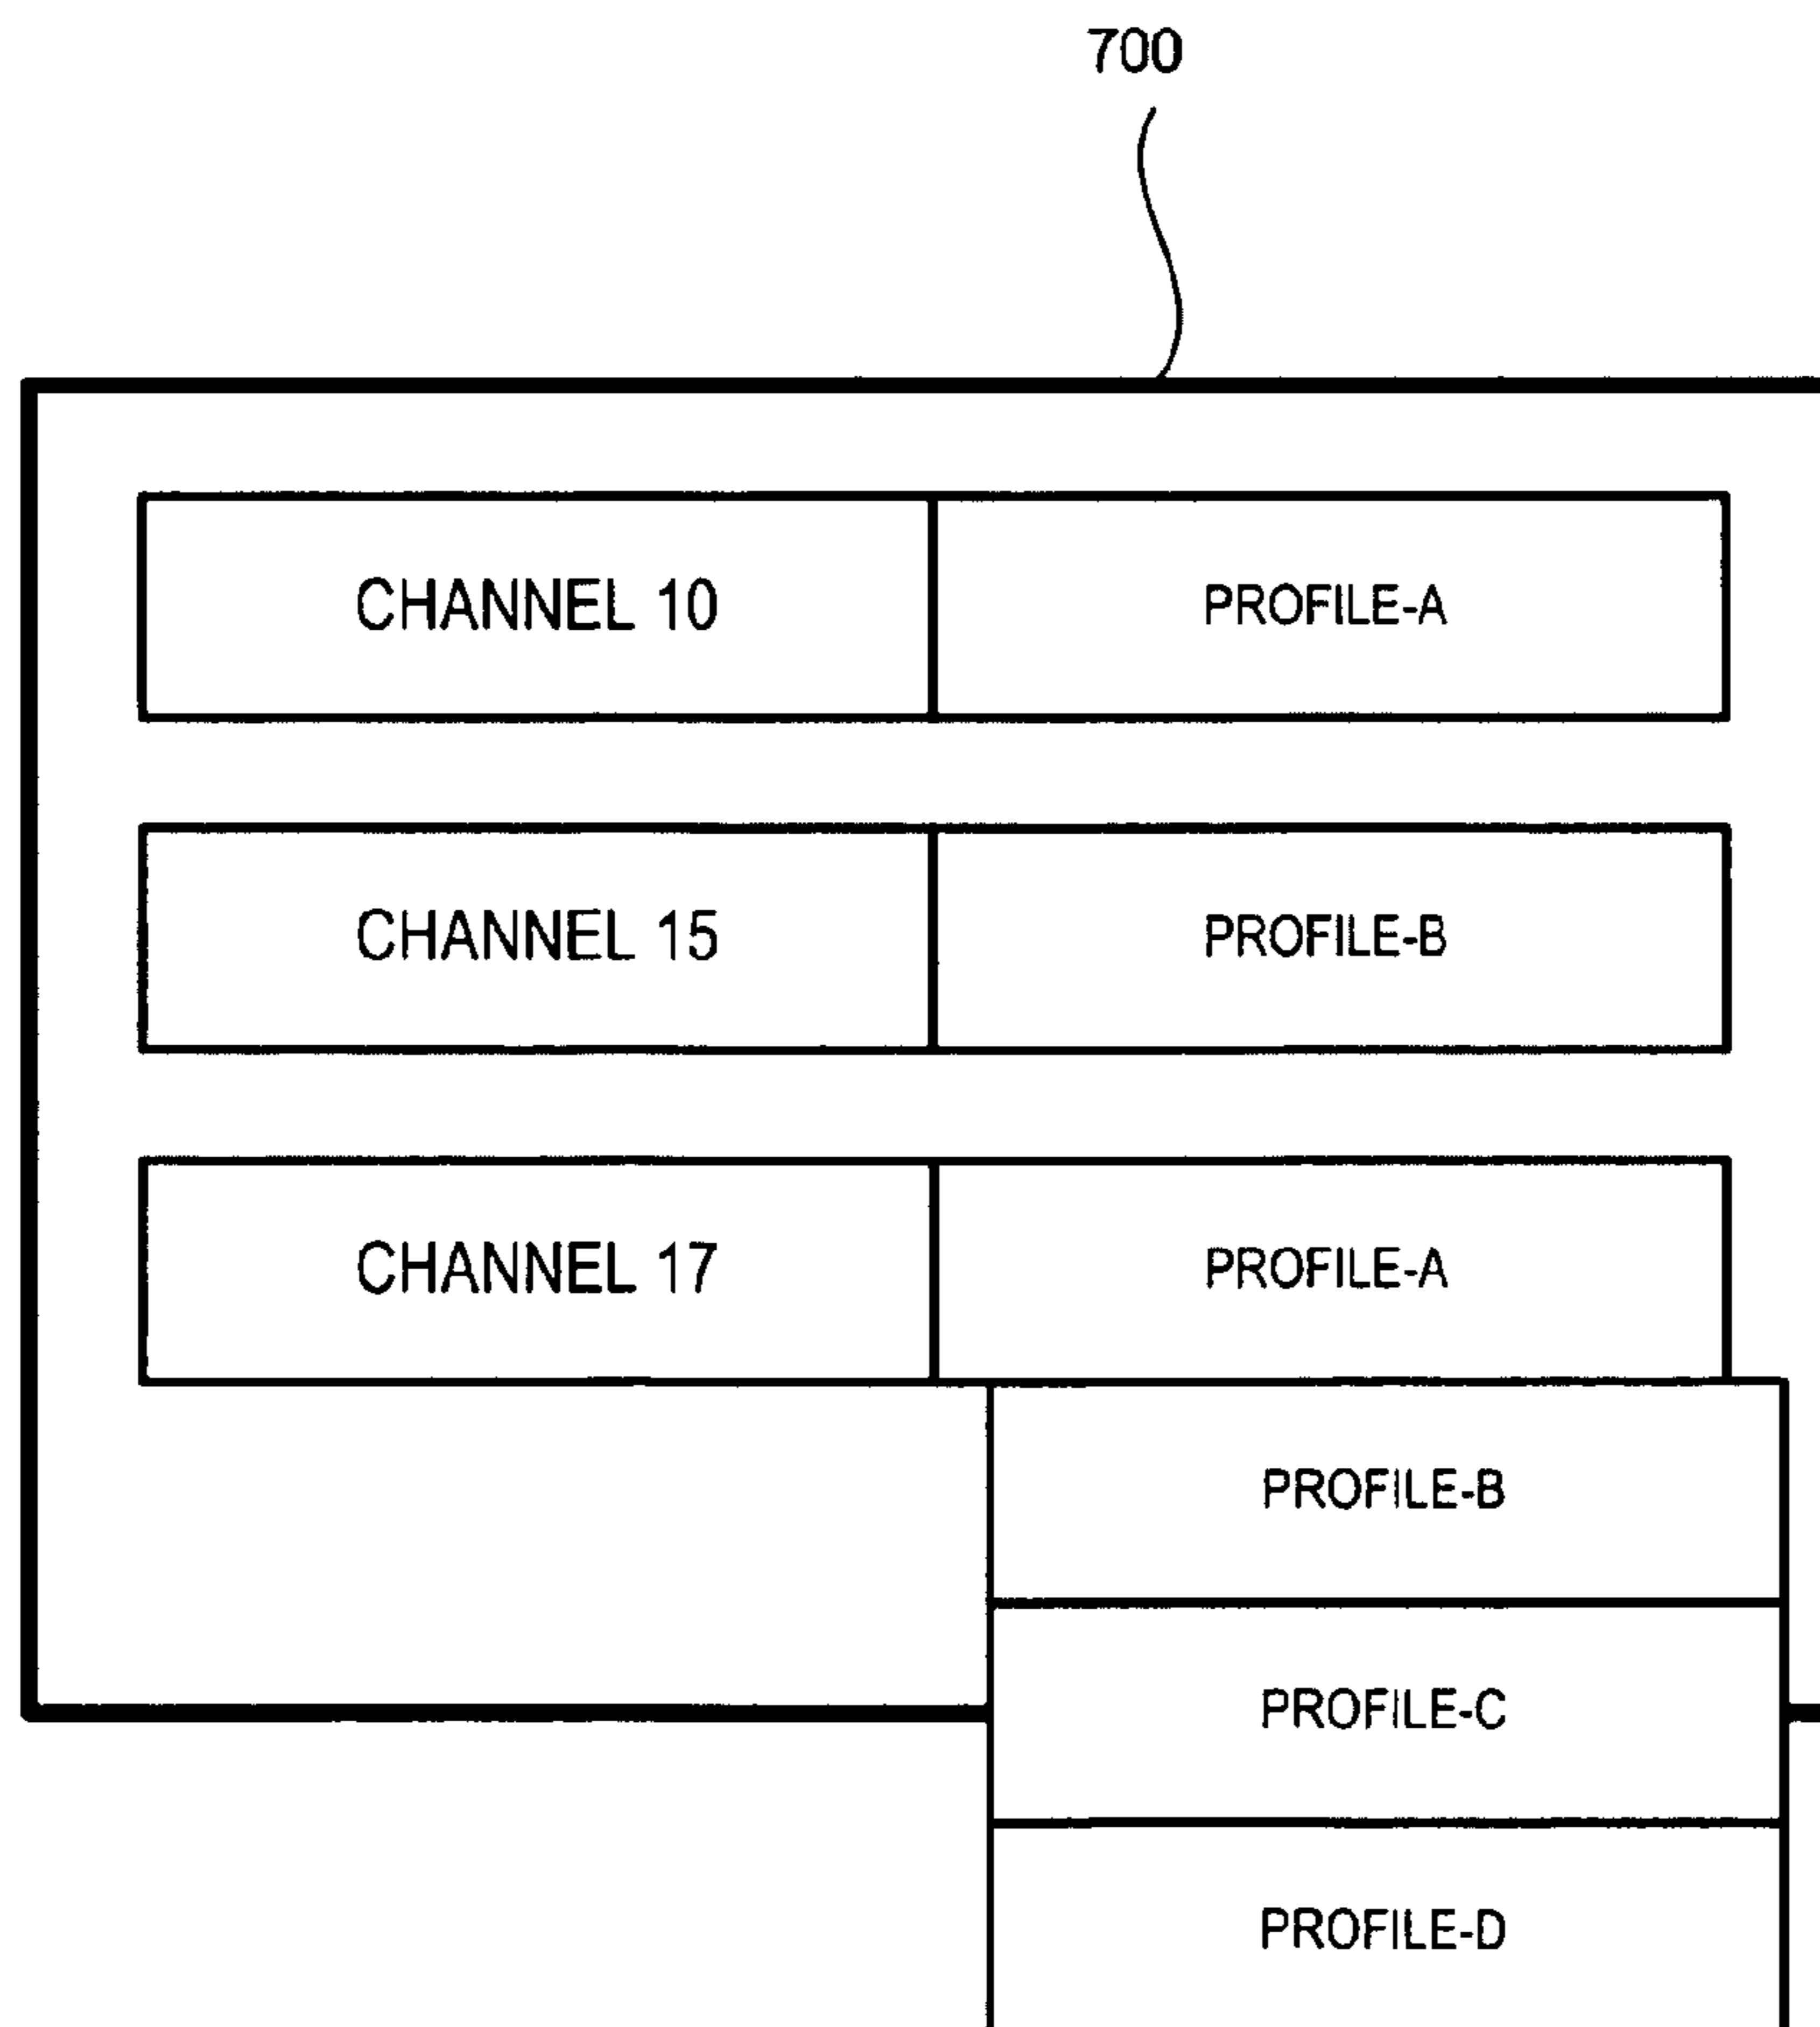 700
CHANNEL 10 PROFILE-A
CHANNEL 15 PROFILE-B
CHANNEL 17 PROFILE-A
PROFILE-B
PROFILE-C
PROFILE-D